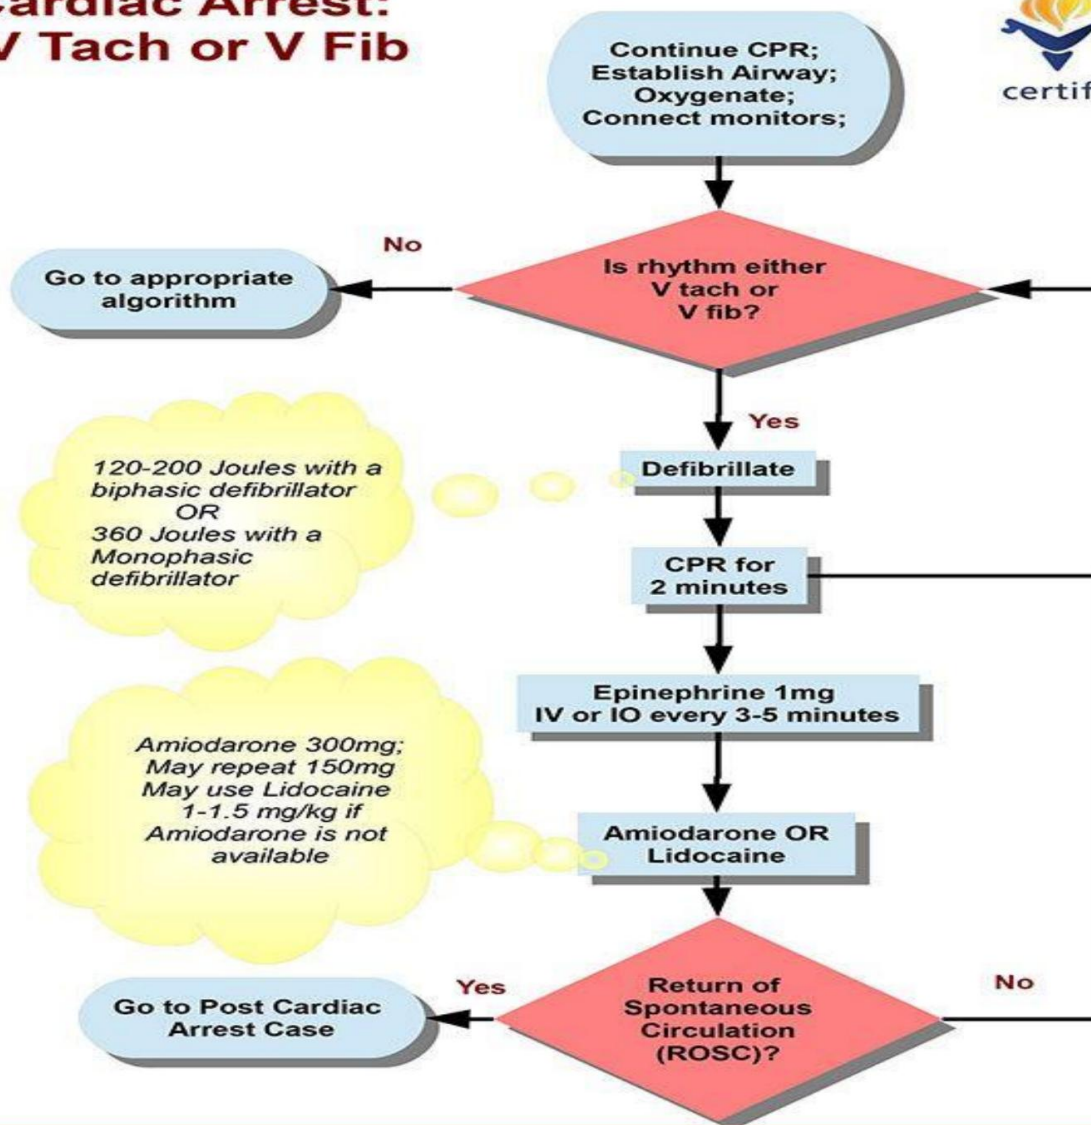 Cardiac Arrest:
V Tach or V Fib
Continue CPR;
Establish Airway;
Oxygenate;
Connect monitors;
certif
No
Go to appropriate
algorithm
Is rhythm either
V tach or
V fib?
Yes
120-200 Joules with a
biphasic defibrillator
OR
360 Joules with a
Monophasic
defibrillator
Defibrillate
CPR for
2 minutes
Epinephrine 1mg
IV or IO every 3-5 minutes
Amiodarone 300mg;
May repeat 150mg
May use Lidocaine
1-1.5 mg/kg if
Amiodarone is not
available
Amiodarone OR
Lidocaine
Yes
Go to Post Cardiac
Arrest Case
Return of
Spontaneous
Circulation
(ROSC)?
No